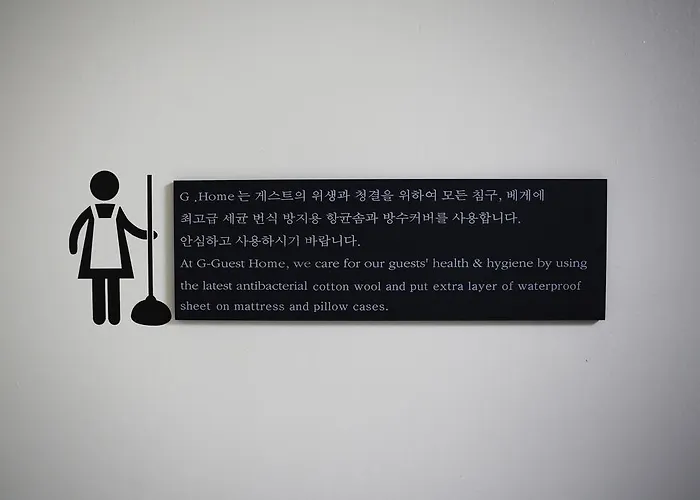 G .Home 는 게스트의 위생과 청결을 위하여 모든 침구, 베게에
최고급 세균 번식 방지용 항균솜과 방수커버를 사용합니다.
안심하고 사용하시기 바랍니다.
At G-Guest Home, we care for our guests' health & hygiene by using
the latest antibacterial cotton wool and put extra layer of waterproof
sheet on mattress and pillow cases.